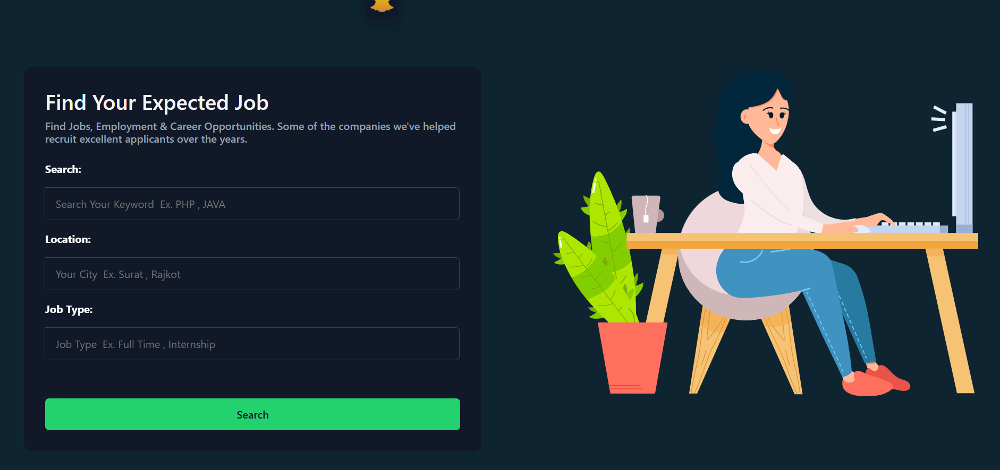 Find Your Expected Job
Find Jobs, Employment & Career Opportunities. Some of the companies we've helped
recruit excellent applicants over the years.
Search:
Search Your Keyword  Ex. PHP , JAVA
Location:
Your City  Ex. Surat , Rajkot
Job Type:
Job Type  Ex. Full Time , Internship
Search